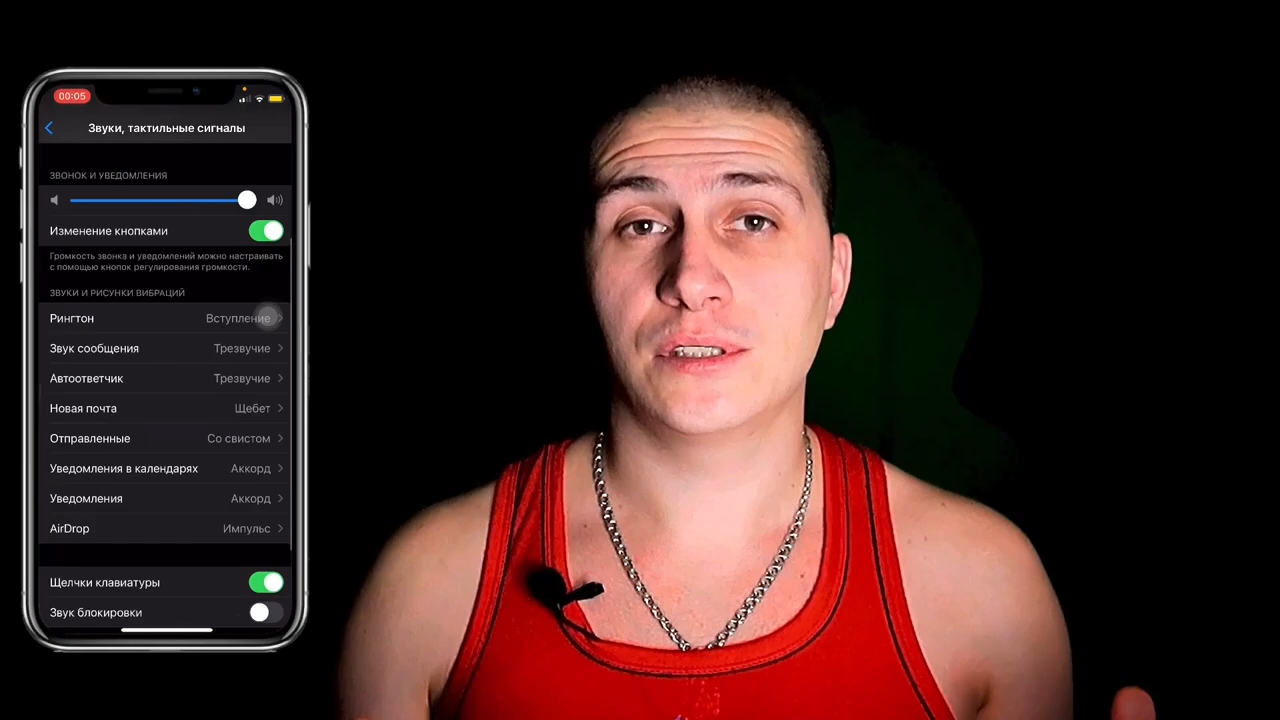 00:05
Звуки, тактильные сигналы
ЗВОНОК И УВЕДОМЛЕНИЯ
Изменение кнопками
Громкость звонка и уведомлений можно настраивать
с помощью кнопок регулирования громкости.
ЗВУКИ И РИСУНКИ ВИБРАЦИЙ
Рингтон Вступление
Звук сообщения Трезвучие
Автоответчик Трезвучие
Новая почта Щебет
Отправленные Со свистом
Уведомления в календарях Аккорд
Уведомления Аккорд
AirDrop Импульс
Щелчки клавиатуры
Звук блокировки